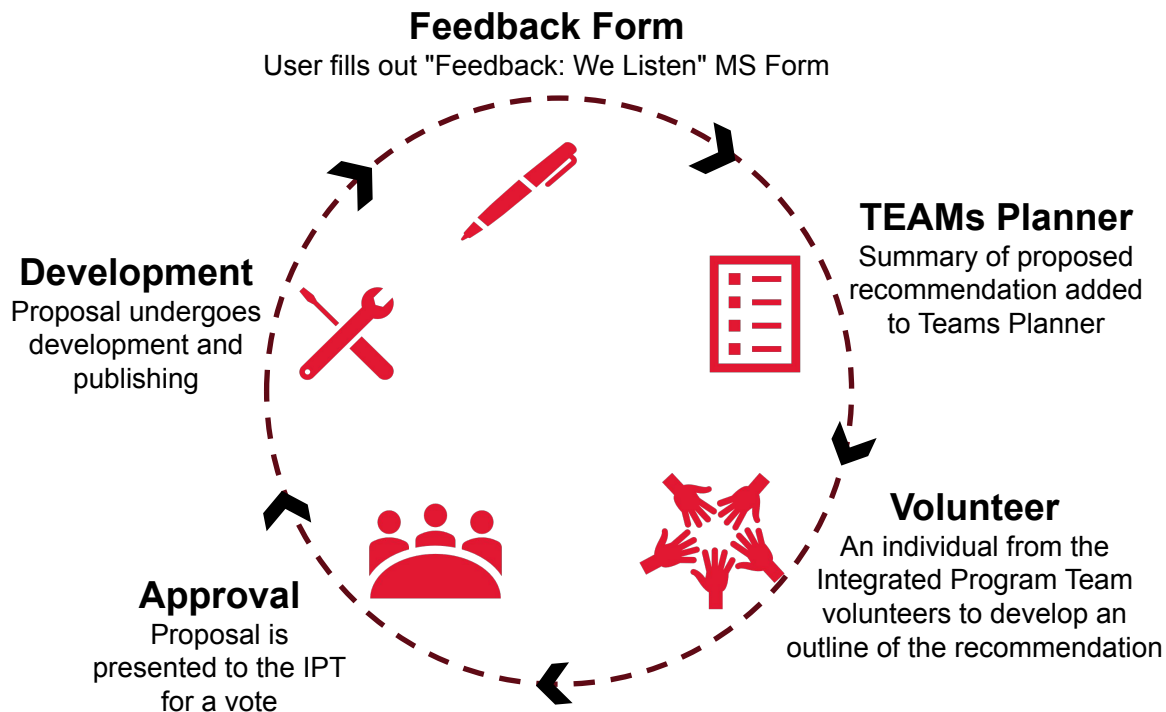 Feedback Form
User fills out "Feedback: We Listen" MS Form
TEAMs Planner
Summary of proposed
recommendation added
to Teams Planner
Volunteer
An individual from the
Integrated Program Team
volunteers to develop an
outline of the recommendation
Approval
Proposal is
presented to the IPT
for a vote
Development
Proposal undergoes
development and
publishing